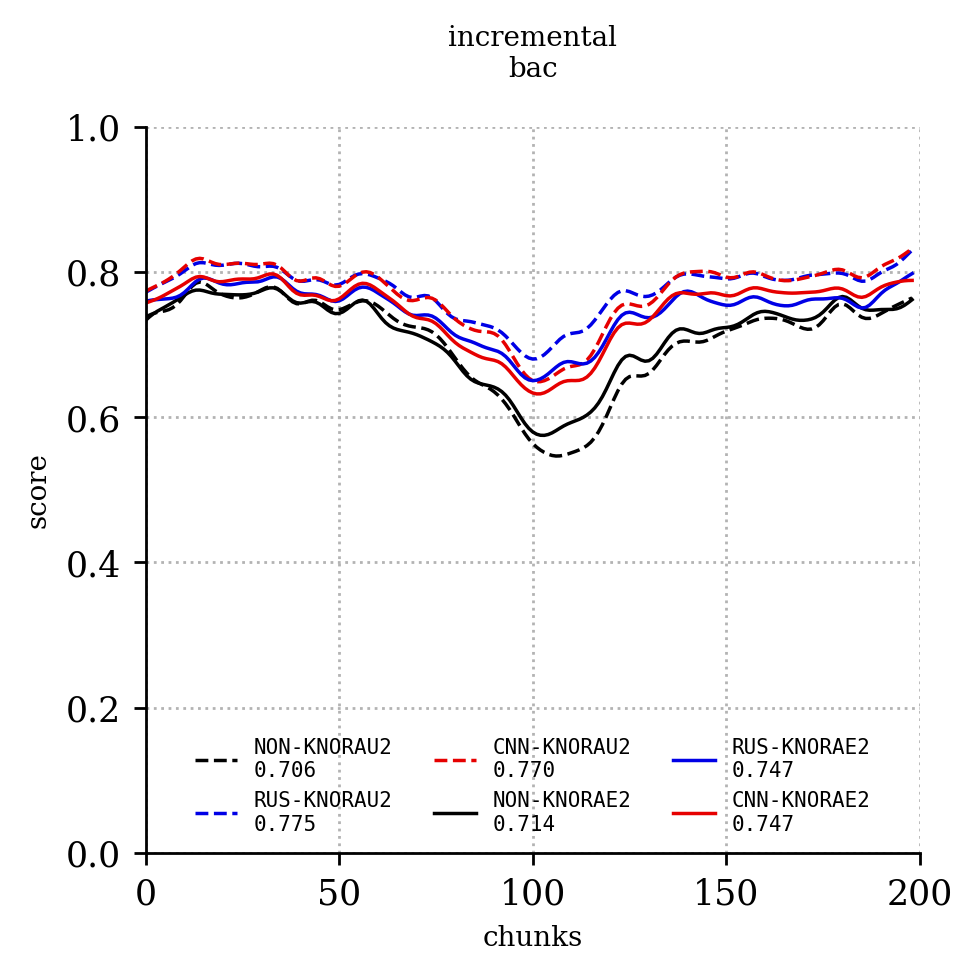 incremental
bac
1.0
0.8
0.6
0.4
0.2
0.0
score
NON-KNORAU2
0.706
RUS-KNORAU2
0.775
CNN-KNORAU2
0.770
NON-KNORAE2
0.714
RUS-KNORAE2
0.747
CNN-KNORAE2
0.747
0 50 100 150 200
chunks